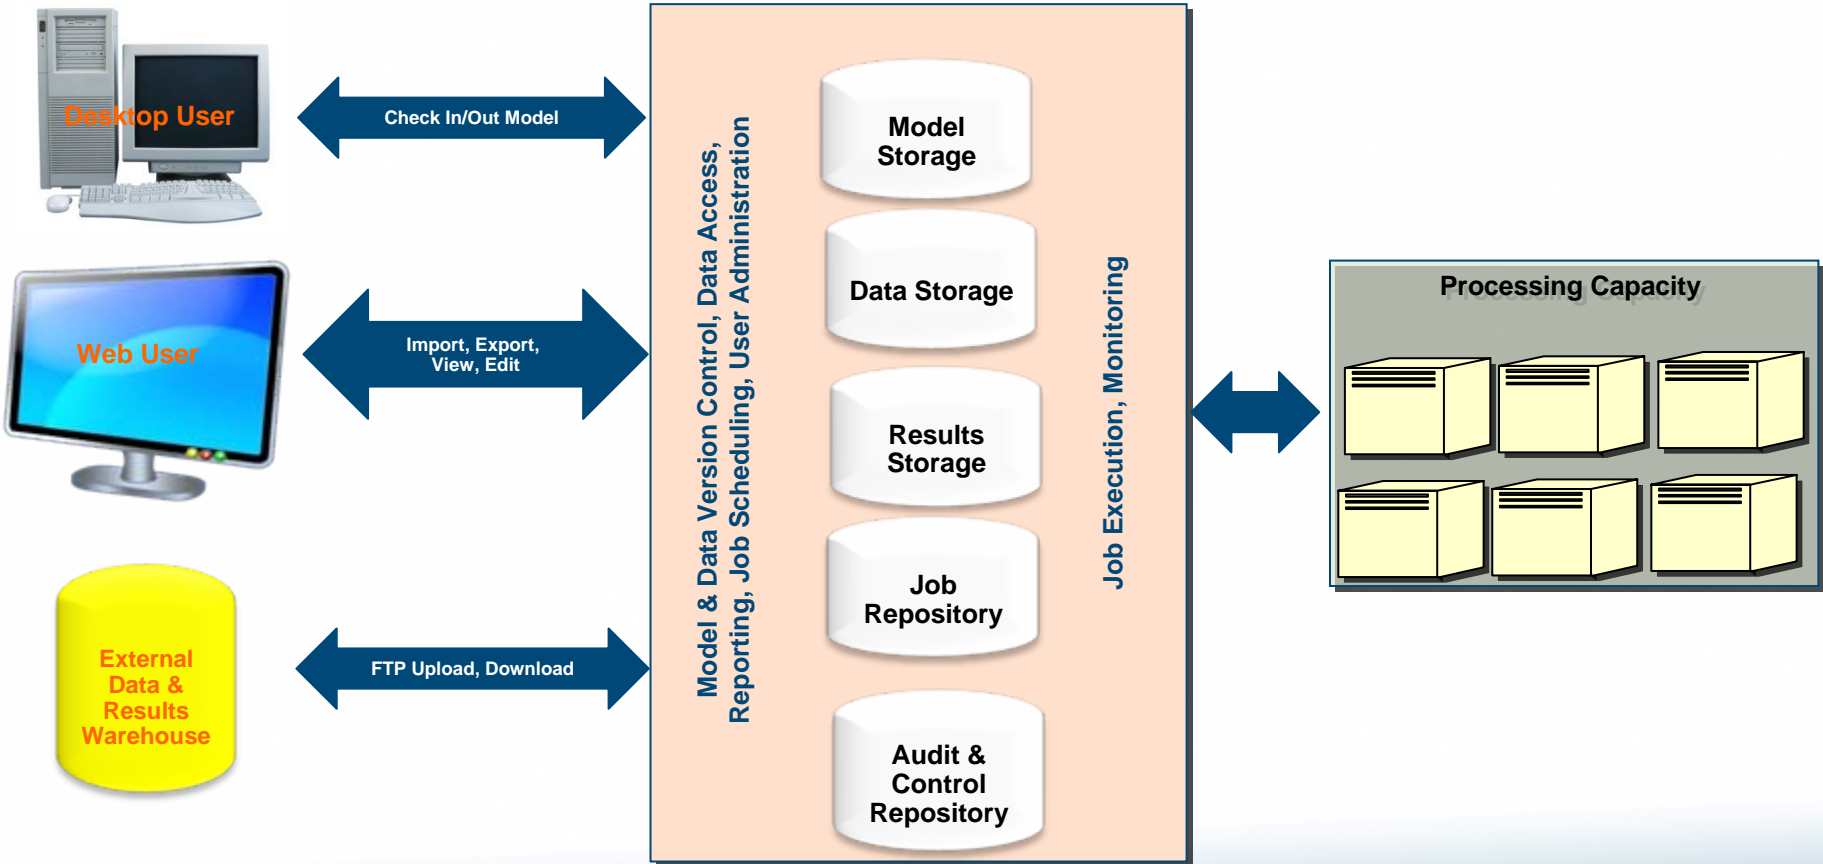 Desktop User
Check In/Out Model
Web User
Import, Export,
View, Edit
External
Data &
Results
Warehouse
FTP Upload, Download
Model & Data Version Control, Data Access,
Reporting, Job Scheduling, User Administration
Model
Storage
Data Storage
Results
Storage
Job
Repository
Audit &
Control
Repository
Job Execution, Monitoring
Processing Capacity